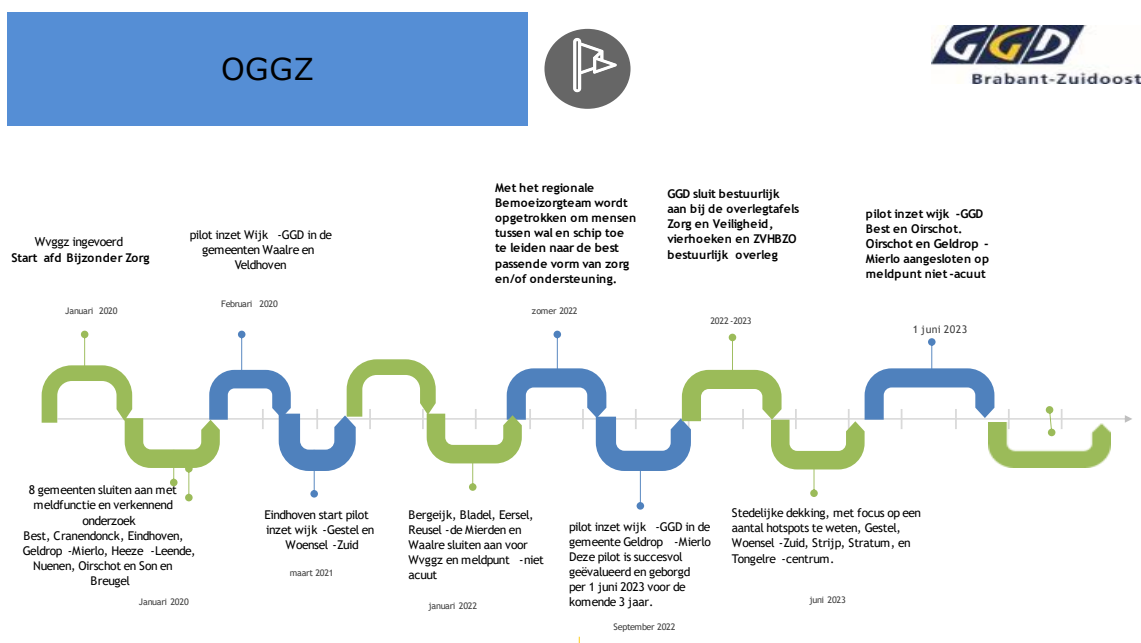 OGGZ
GGD
Brabant-Zuidoost
Wvggz ingevoerd
Start afd Bijzonder Zorg
Januari 2020
pilot inzet Wijk -GGD in de
gemeenten Waalre en
Veldhoven
Februari 2020
Met het regionale
Bemoeizorgteam wordt
opgetrokken om mensen
tussen wal en schip toe
te leiden naar de best
passende vorm van zorg
en/of ondersteuning.
zomer 2022
GGD sluit bestuurlijk
aan bij de overlegtafels
Zorg en Veiligheid,
vierhoeken en ZVHBZO
bestuurlijk overleg
2022-2023
pilot inzet wijk -GGD
Best en Oirschot.
Oirschot en Geldrop -
Mierlo aangesloten op
meldpunt niet-acuut
1 juni 2023
8 gemeenten sluiten aan met
meldfunctie en verkennend
onderzoek
Best, Cranendonck, Eindhoven,
Geldrop -Mierlo, Heeze -Leende,
Nuenen, Oirschot en Son en
Breugel
Januari 2020
Eindhoven start pilot
inzet wijk -Gestel en
Woensel -Zuid
maart 2021
Bergeijk, Bladel, Eersel,
Reusel -de Mierden en
Waalre sluiten aan voor
Wvggz en meldpunt -niet
acuut
januari 2022
pilot inzet wijk -GGD in de
gemeente Geldrop -Mierlo
Deze pilot is succesvol
geëvalueerd en geborgd
per 1 juni 2023 voor de
komende 3 jaar.
September 2022
Stedelijke dekking, met focus op een
aantal hotspots te weten, Gestel,
Woensel -Zuid, Strijp, Stratum, en
Tongelre -centrum.
juni 2023